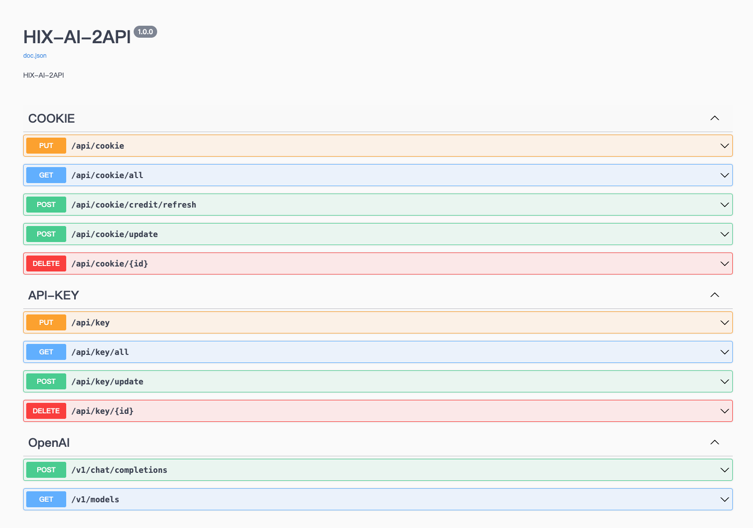 HIX-AI-2API 1.0.0
doc.json
HIX-AI-2API
COOKIE
PUT /api/cookie
GET /api/cookie/all
POST /api/cookie/credit/refresh
POST /api/cookie/update
DELETE /api/cookie/{id}
API-KEY
PUT /api/key
GET /api/key/all
POST /api/key/update
DELETE /api/key/{id}
OpenAI
POST /v1/chat/completions
GET /v1/models